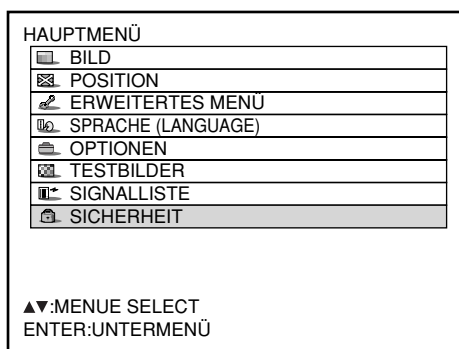 HAUPTMENÜ
BILD
POSITION
ERWEITERTES MENÜ
SPRACHE (LANGUAGE)
OPTIONEN
TESTBILDER
SIGNALLISTE
SICHERHEIT
▲▼:MENUE SELECT
ENTER:UNTERMENÜ